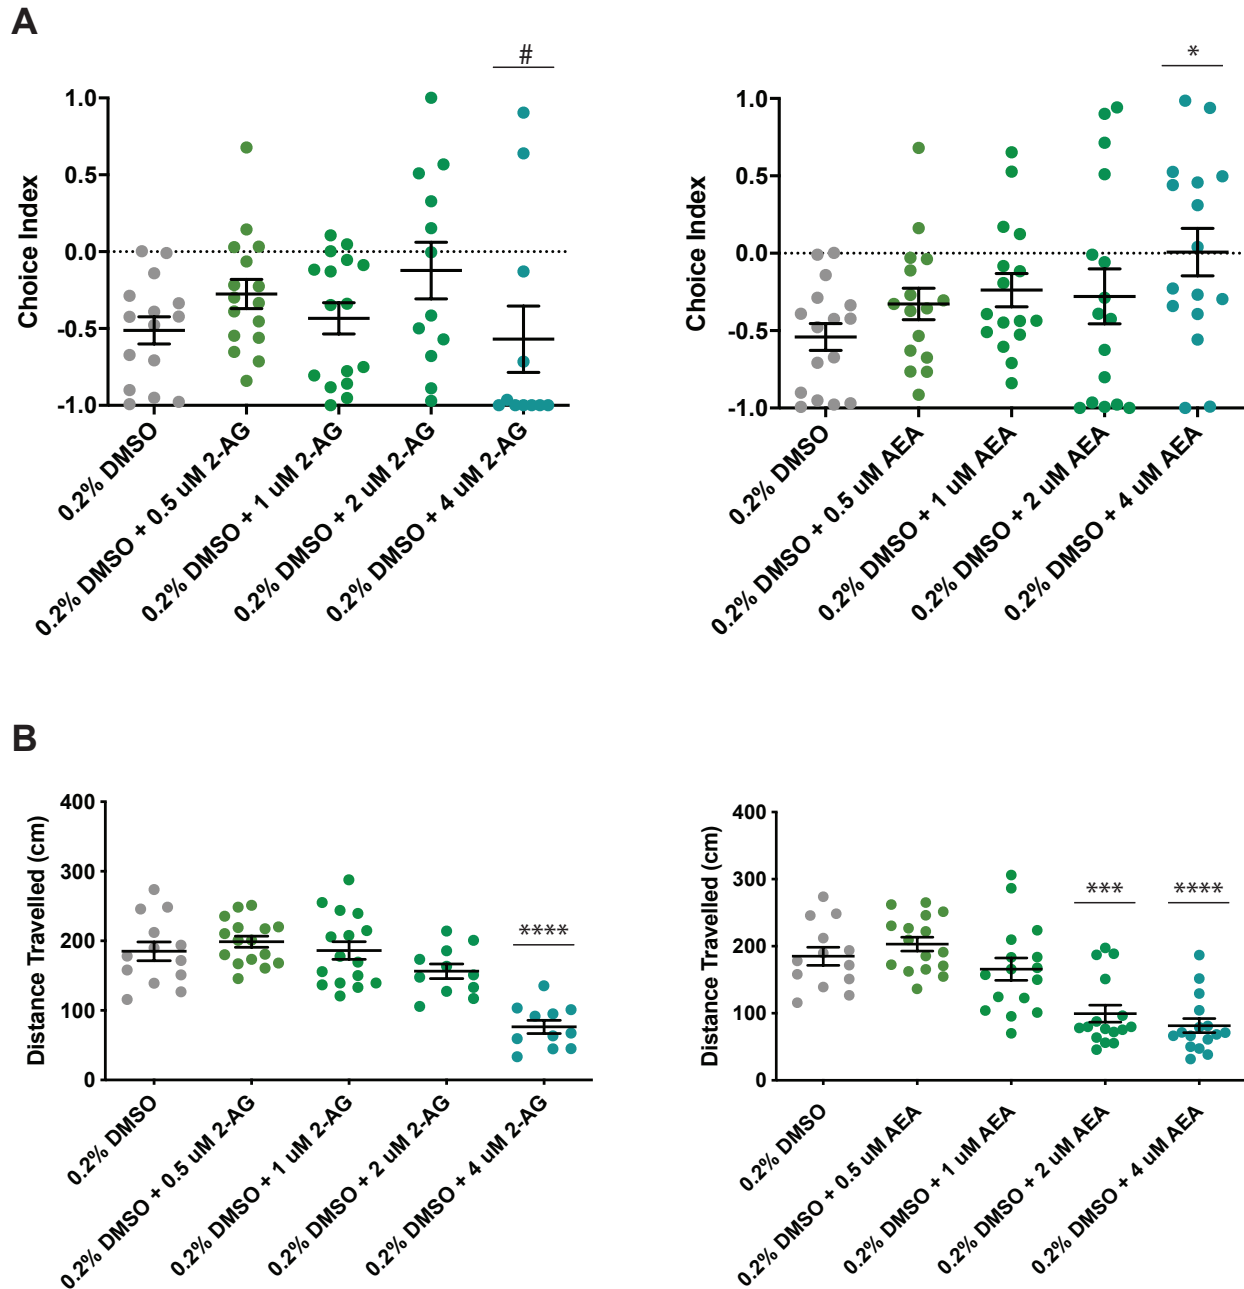 A
#
1.0
0.5
0.0
-0.5
-1.0
Choice Index
0.2% DMSO
0.2% DMSO + 0.5 uM 2-AG
0.2% DMSO + 1 uM 2-AG
0.2% DMSO + 2 uM 2-AG
0.2% DMSO + 4 uM 2-AG
*
1.0
0.5
0.0
-0.5
-1.0
Choice Index
0.2% DMSO
0.2% DMSO + 0.5 uM AEA
0.2% DMSO + 1 uM AEA
0.2% DMSO + 2 uM AEA
0.2% DMSO + 4 uM AEA
B
400
300
200
100
0
Distance Travelled (cm)
****
0.2% DMSO
0.2% DMSO + 0.5 uM 2-AG
0.2% DMSO + 1 uM 2-AG
0.2% DMSO + 2 uM 2-AG
0.2% DMSO + 4 uM 2-AG
400
300
200
100
0
Distance Travelled (cm)
***
****
0.2% DMSO
0.2% DMSO + 0.5 uM AEA
0.2% DMSO + 1 uM AEA
0.2% DMSO + 2 uM AEA
0.2% DMSO + 4 uM AEA